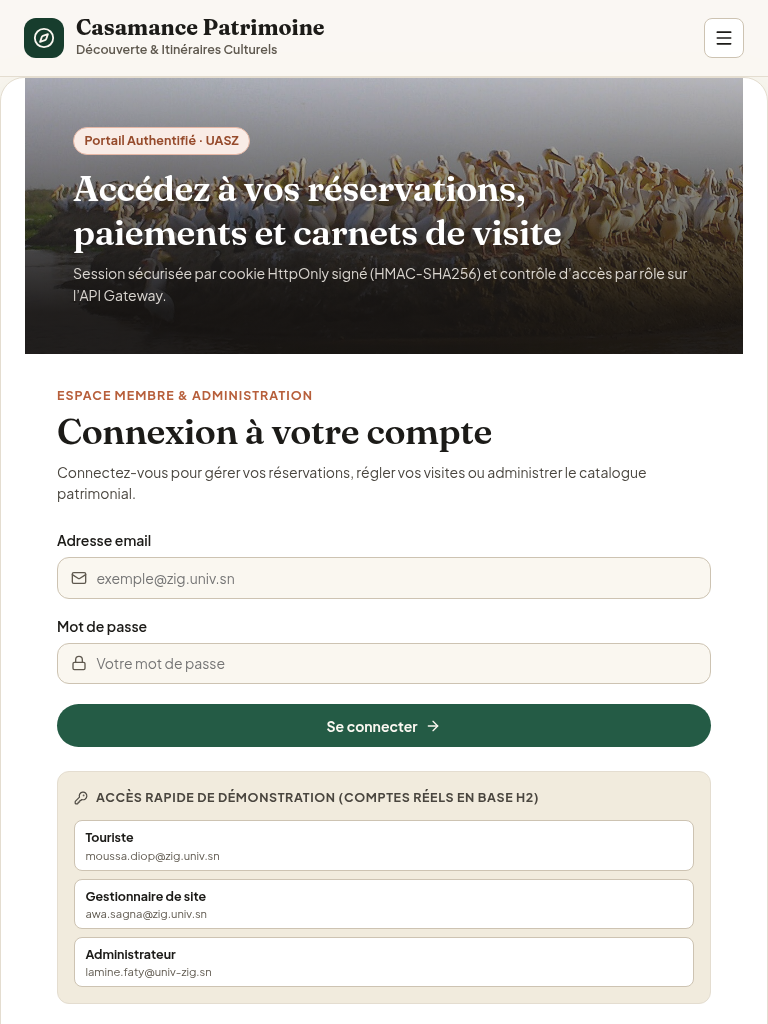 Casamance Patrimoine
Découverte & Itinéraires Culturels
Portail Authentifié · UASZ
Accédez à vos réservations,
paiements et carnets de visite
Session sécurisée par cookie HttpOnly signé (HMAC-SHA256) et contrôle d’accès par rôle sur
l’API Gateway.
ESPACE MEMBRE & ADMINISTRATION
Connexion à votre compte
Connectez-vous pour gérer vos réservations, régler vos visites ou administrer le catalogue
patrimonial.
Adresse email
exemple@zig.univ.sn
Mot de passe
Votre mot de passe
Se connecter
ACCÈS RAPIDE DE DÉMONSTRATION (COMPTES RÉELS EN BASE H2)
Touriste
moussa.diop@zig.univ.sn
Gestionnaire de site
awa.sagna@zig.univ.sn
Administrateur
lamine.faty@univ-zig.sn